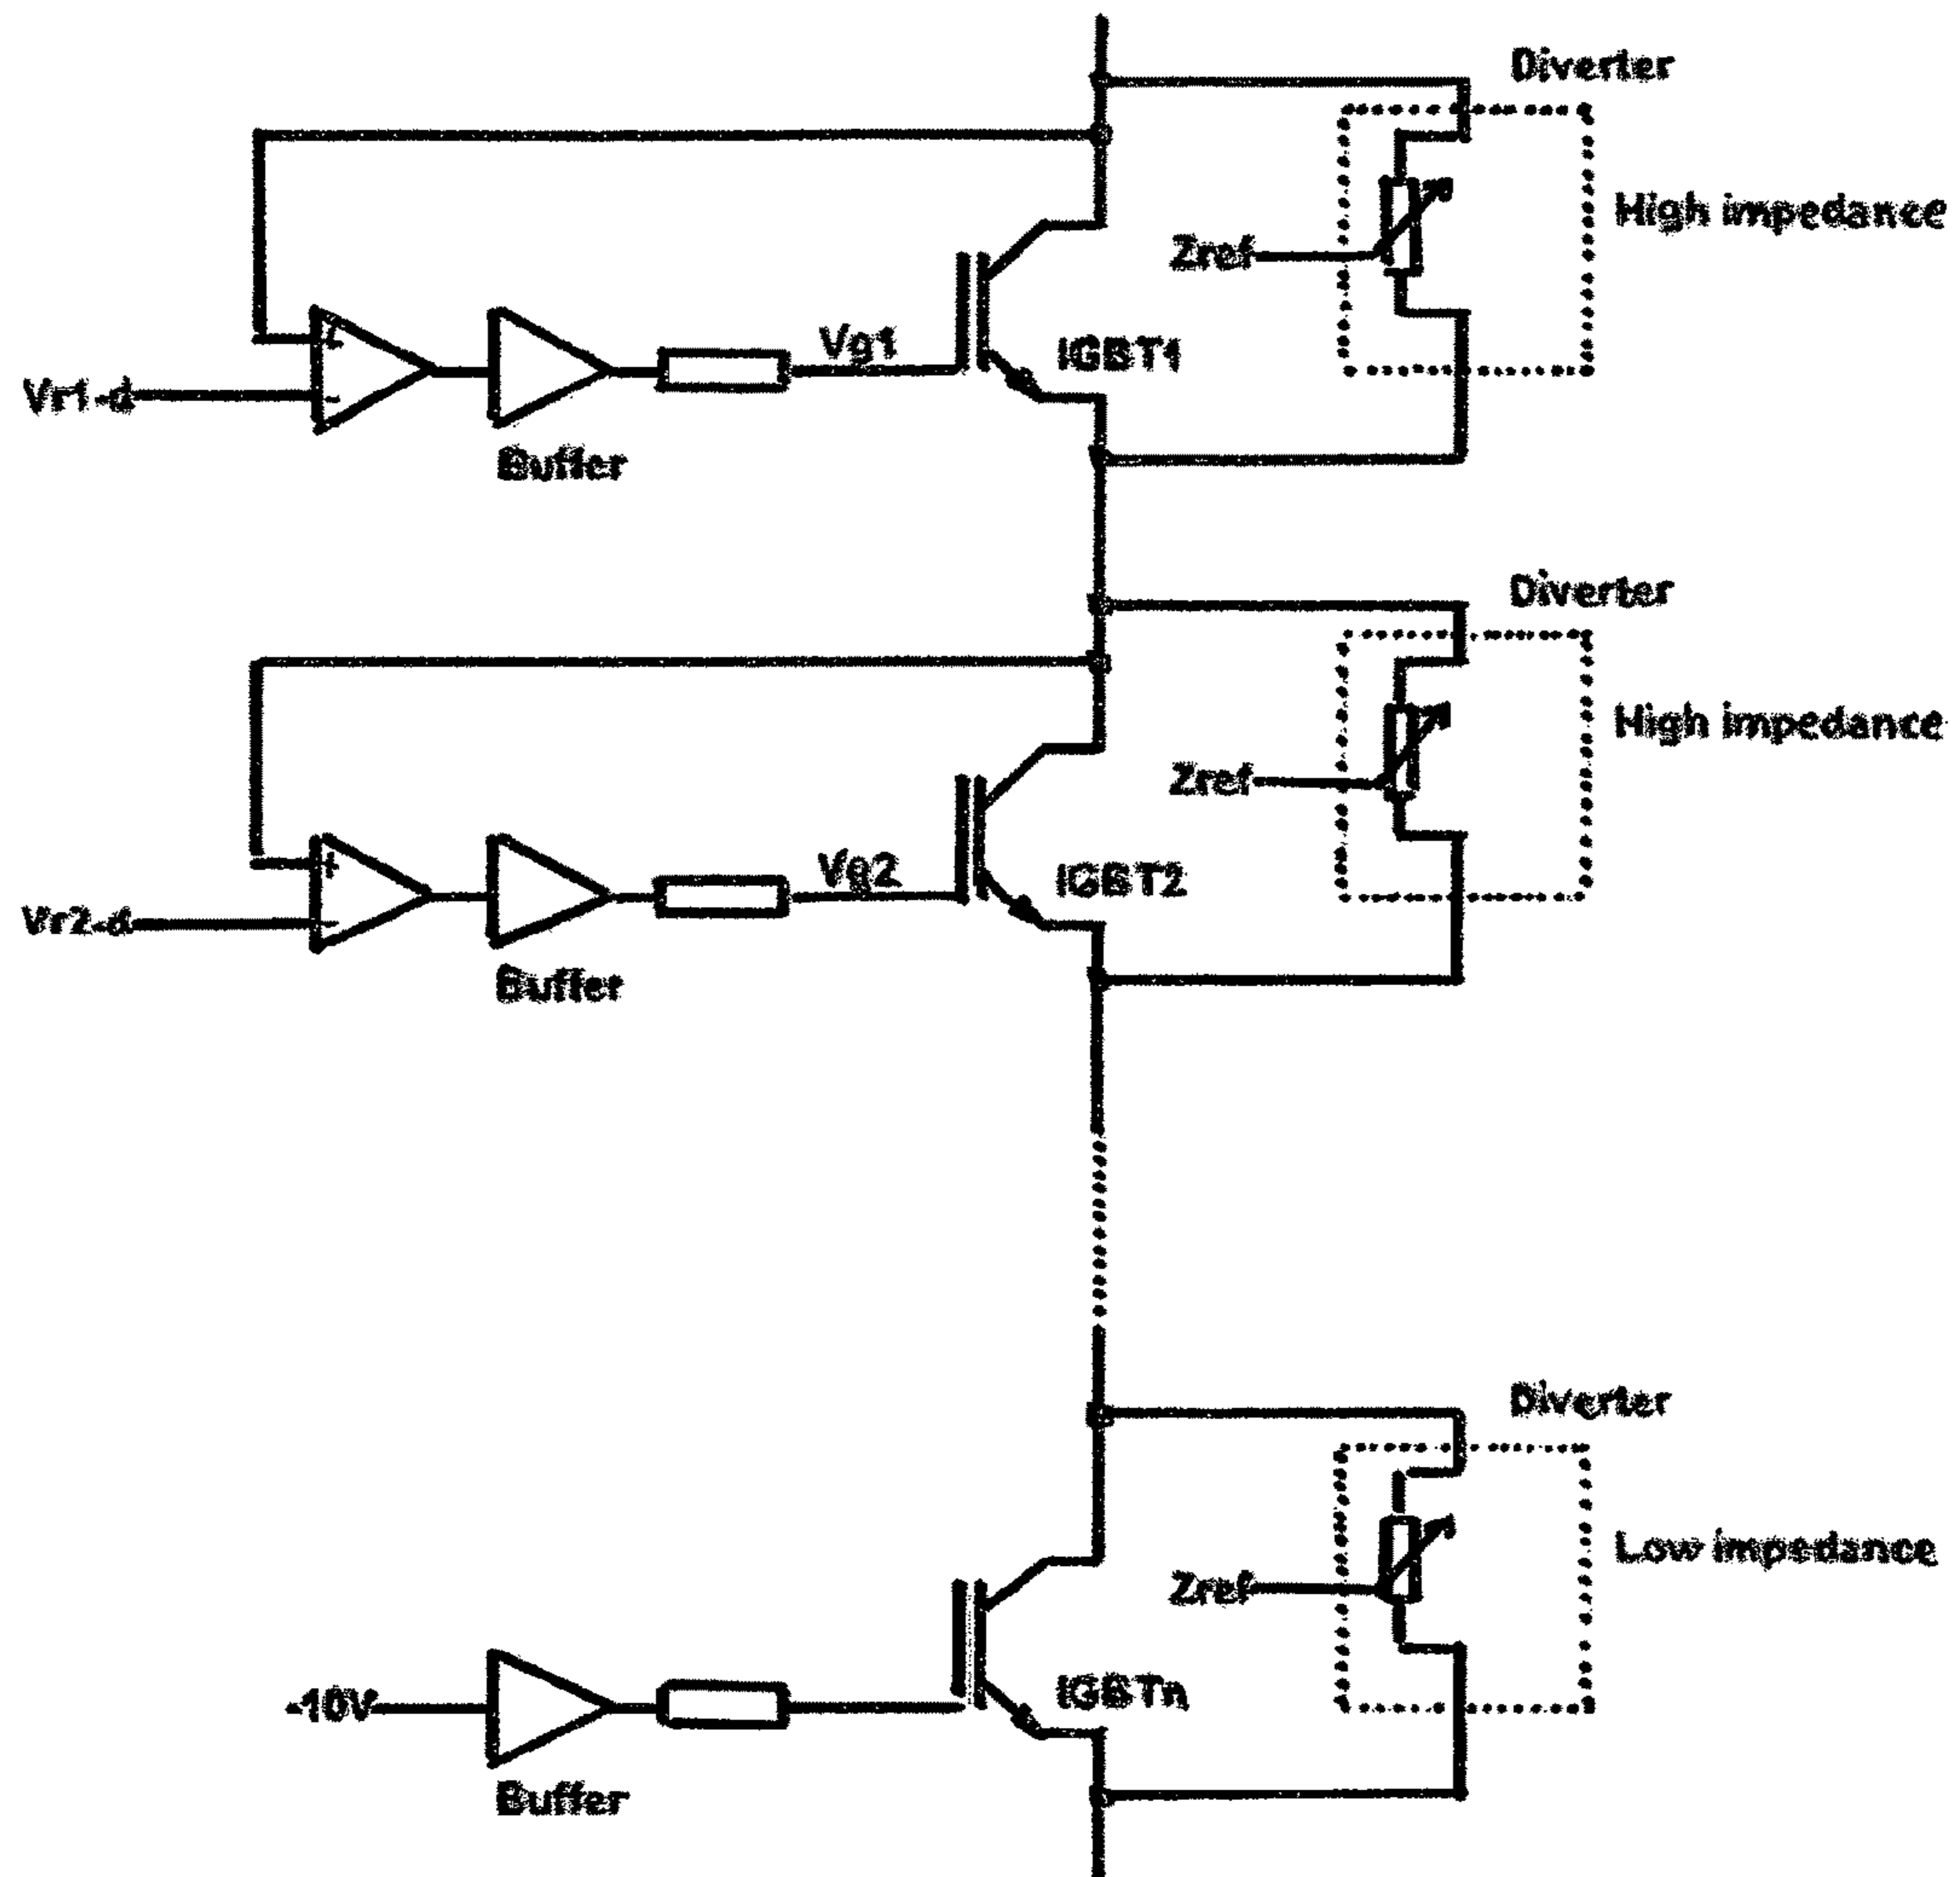 Diverter
High impedance
Zref
+
Vg1
IGBT1
Vr1-d
-
Buffer
Diverter
High impedance
Zref
+
Vg2
IGBT2
Vr2-d
-
Buffer
Diverter
Low impedance
Zref
-10V
IGBTn
Buffer